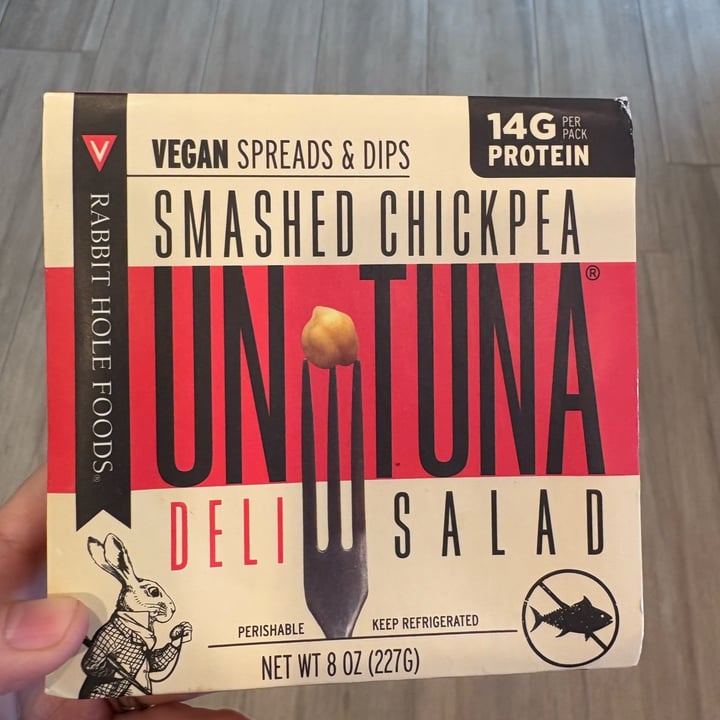 V
RABBIT HOLE FOODS®
VEGAN SPREADS & DIPS
14G PER PACK
PROTEIN
SMASHED CHICKPEA
UN TUNA®
DELI SALAD
PERISHABLE KEEP REFRIGERATED
NET WT 8 OZ (227G)